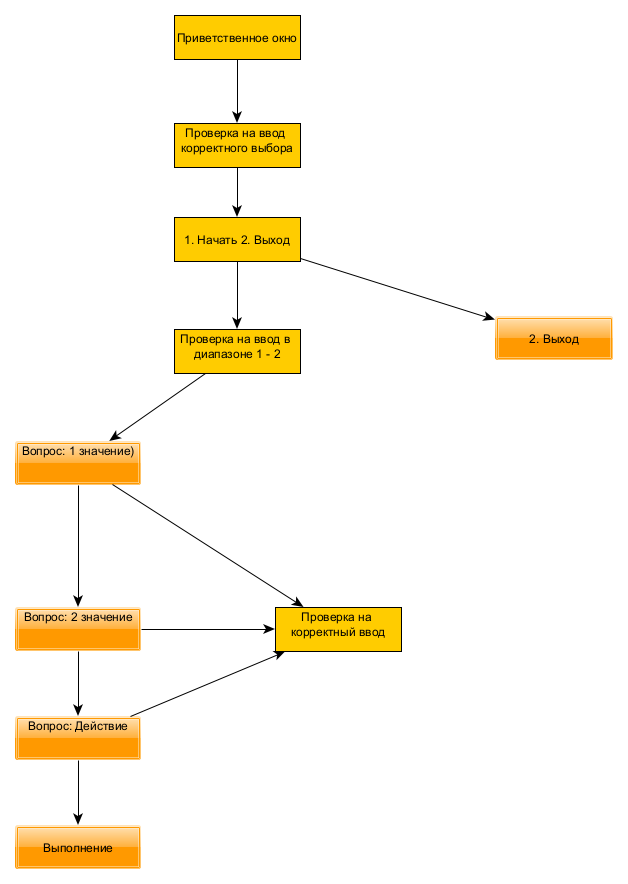 Приветственное окно
Проверка на ввод
корректного выбора
1. Начать 2. Выход
2. Выход
Проверка на ввод в
диапазоне 1 - 2
Вопрос: 1 значение)
Вопрос: 2 значение
Проверка на
корректный ввод
Вопрос: Действие
Выполнение